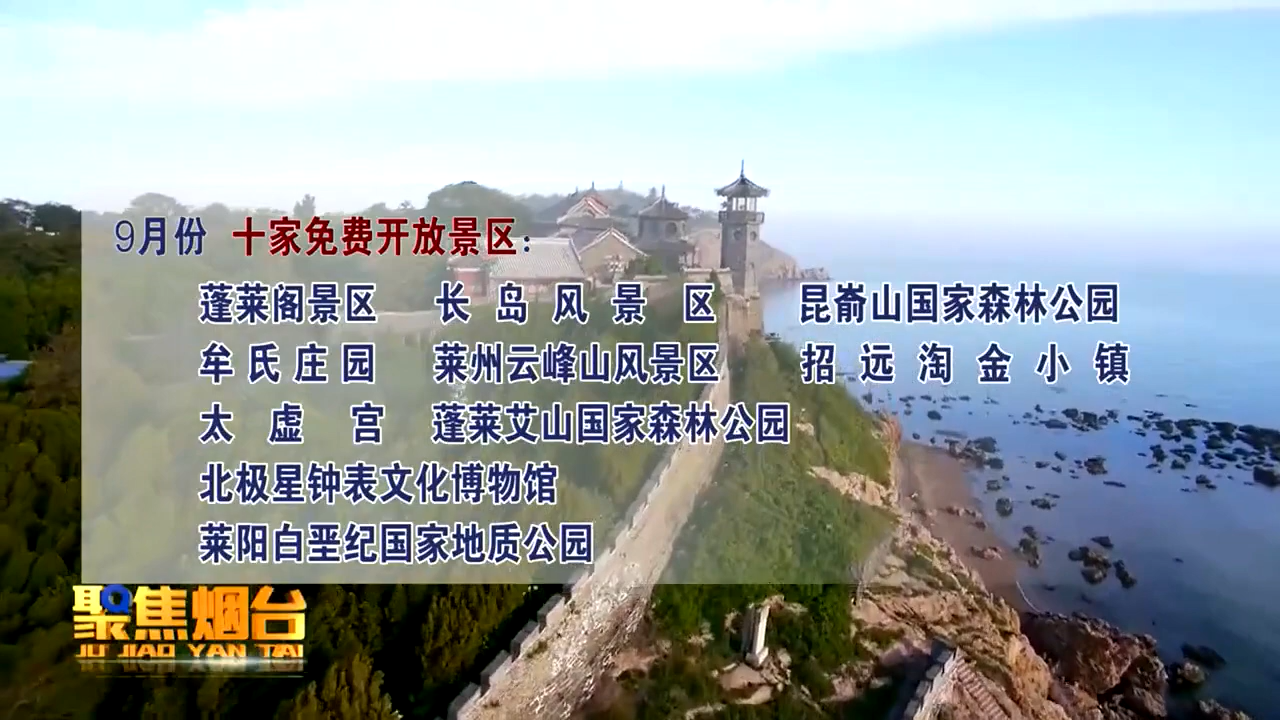 9月份 十家免费开放景区：
蓬莱阁景区 长岛风景区 昆嵛山国家森林公园
牟氏庄园 莱州云峰山风景区 招远淘金小镇
太虚宫 蓬莱艾山国家森林公园
北极星钟表文化博物馆
莱阳白垩纪国家地质公园
聚焦烟台
JU JIAO YAN TAI